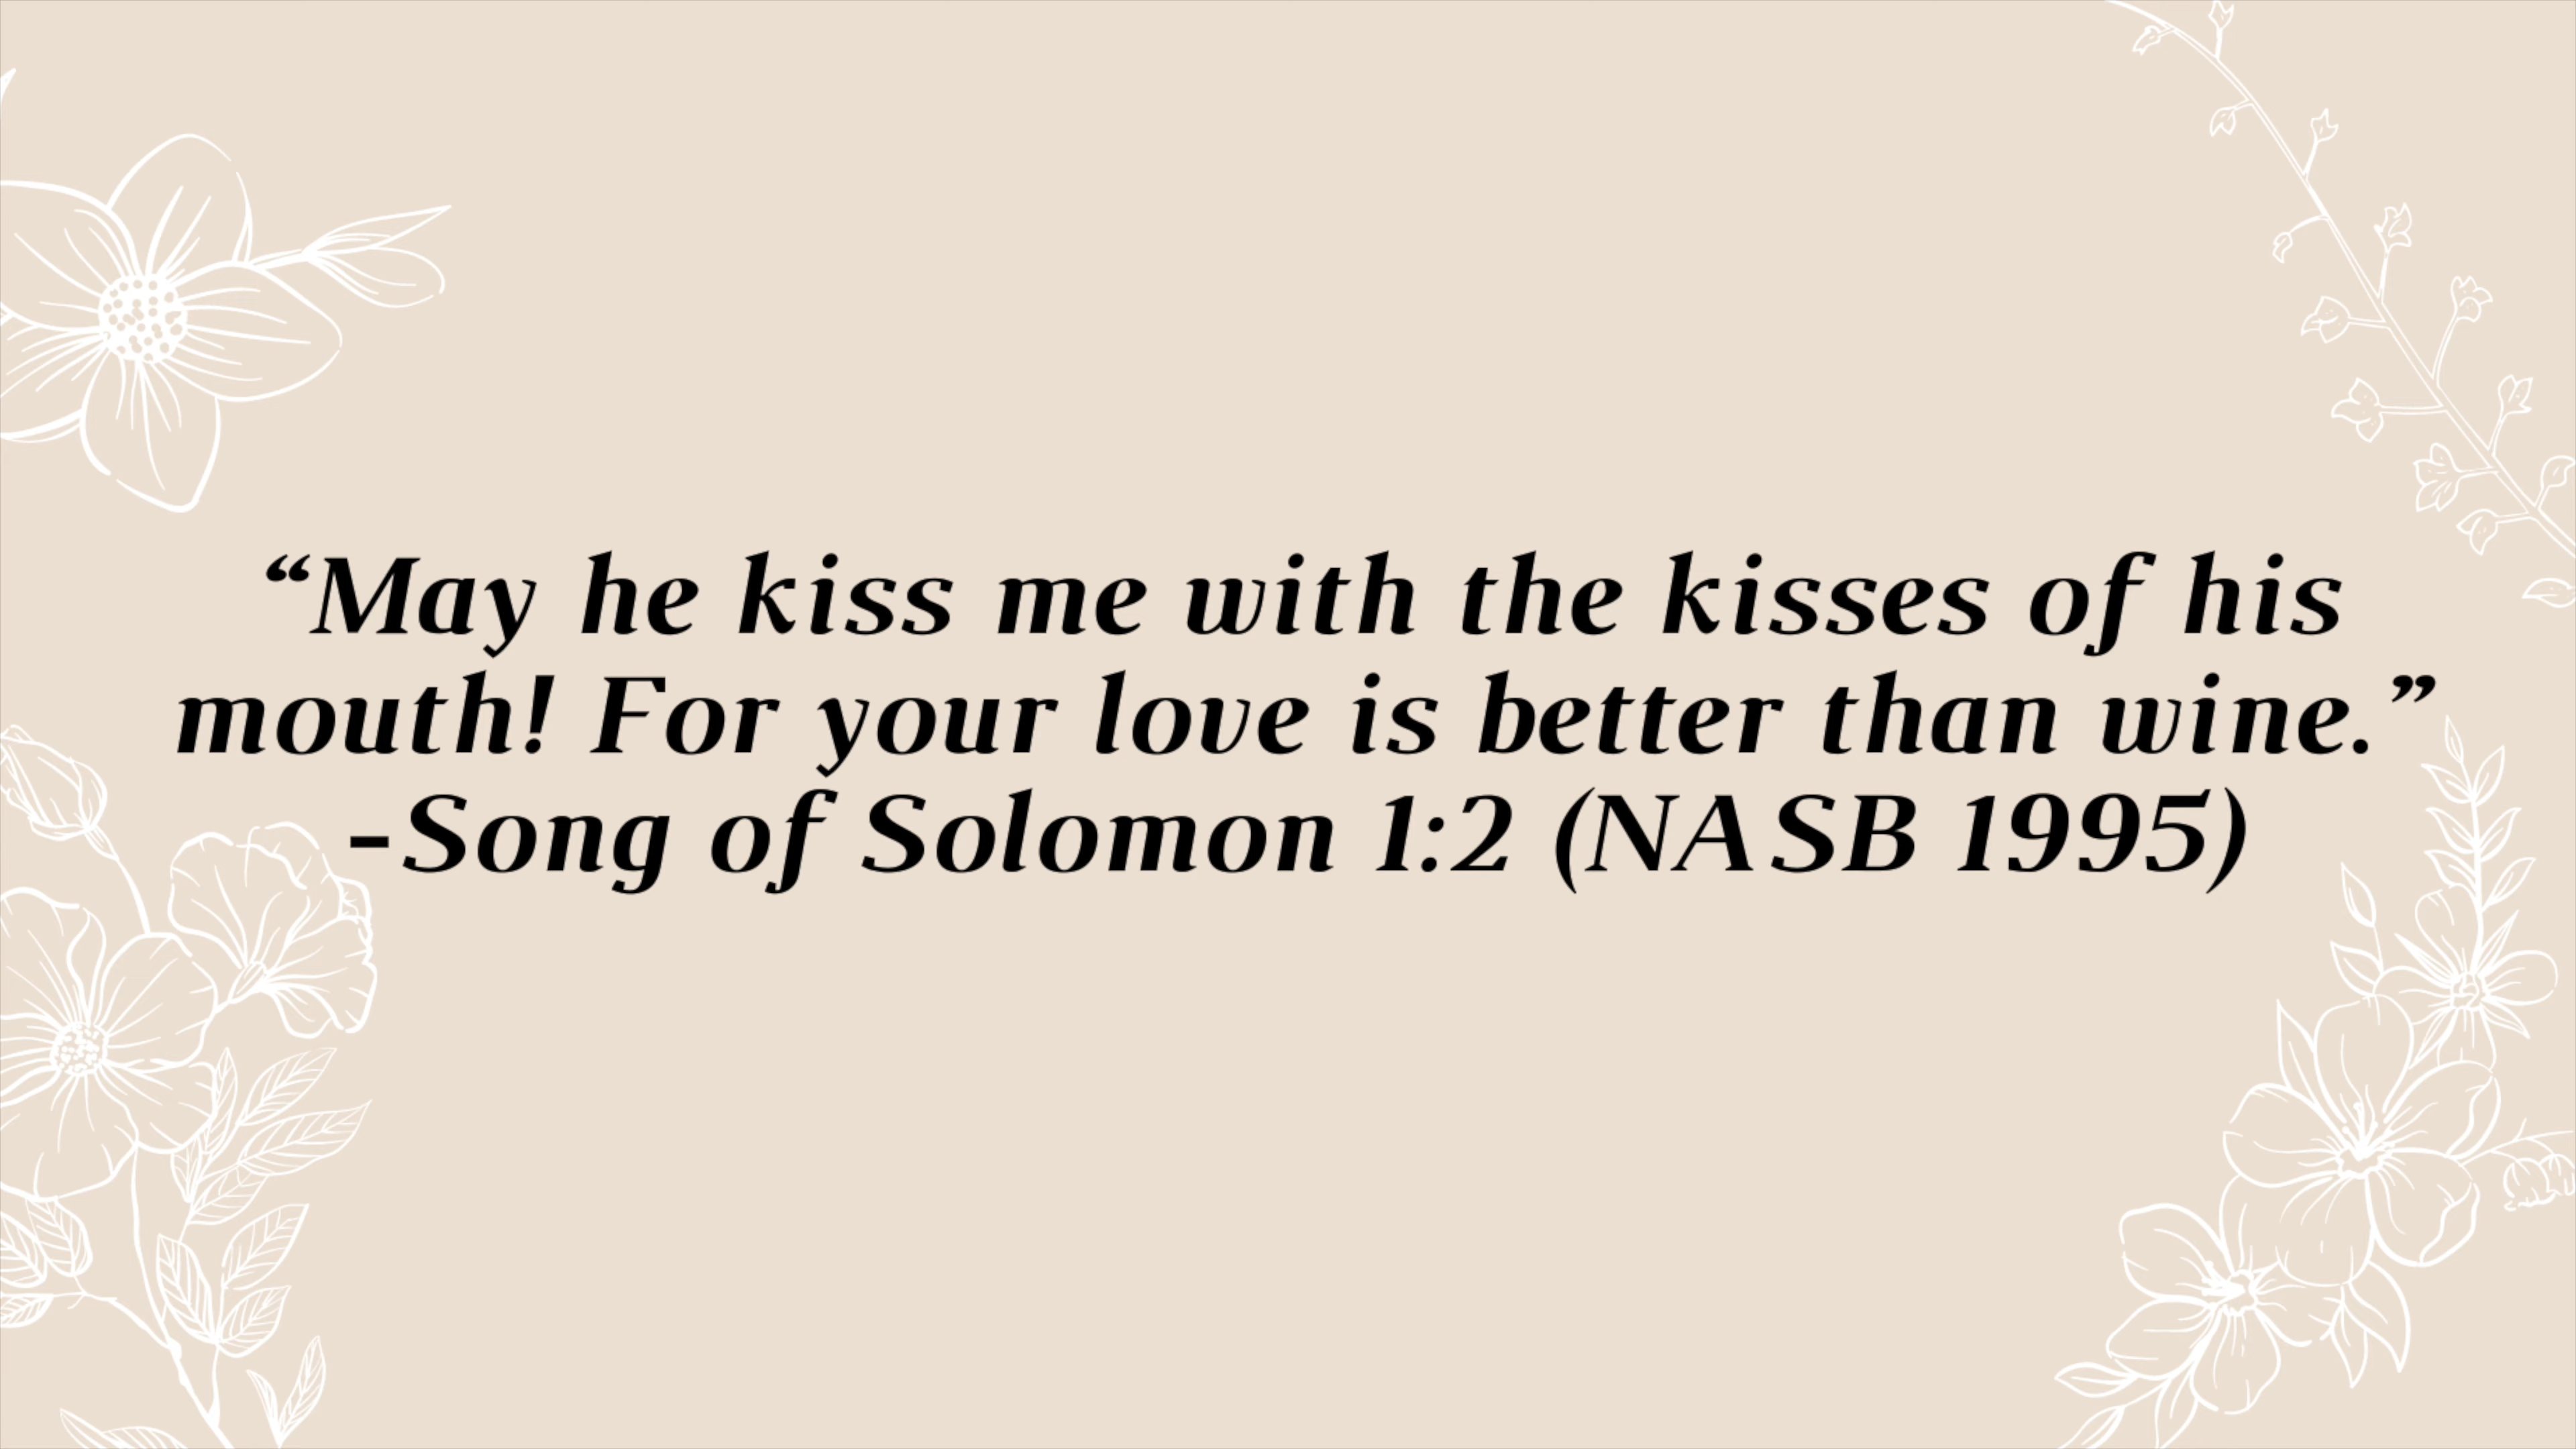 “May he kiss me with the kisses of his
mouth! For your love is better than wine.”
-Song of Solomon 1:2 (NASB 1995)